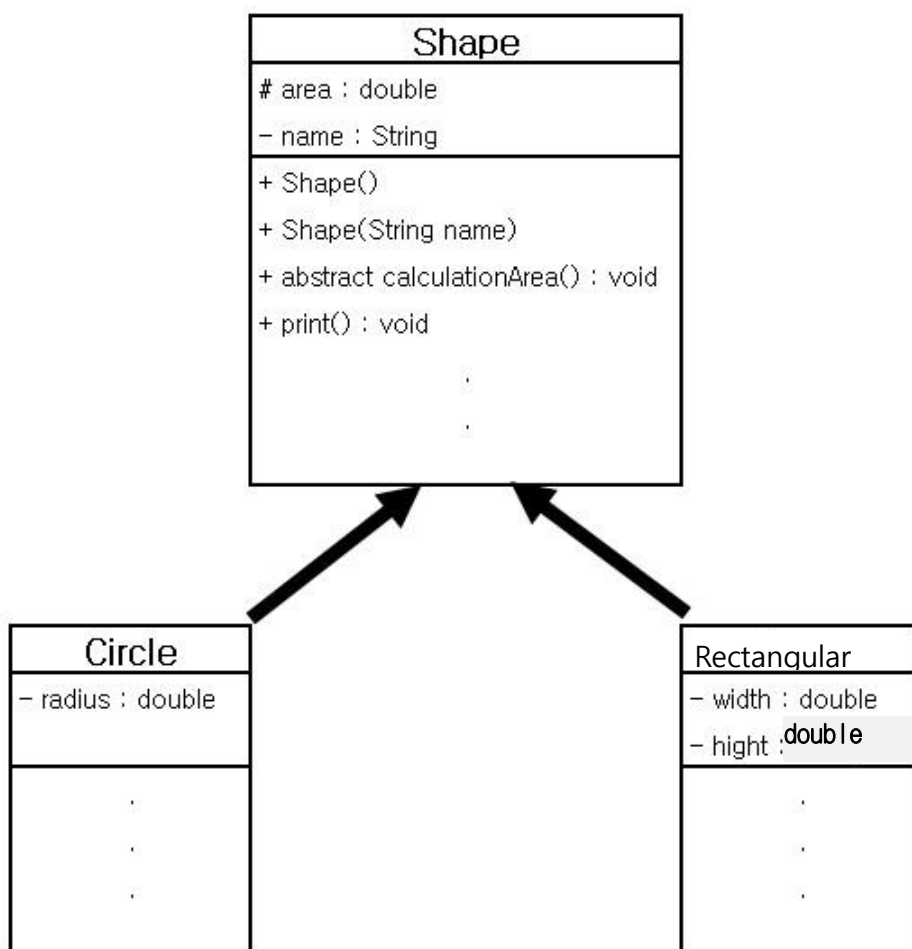 Shape
# area : double
- name : String
+ Shape()
+ Shape(String name)
+ abstract calculationArea() : void
+ print() : void
.
.
Circle
- radius : double
.
.
.
Rectangular
- width : double
- hight : double
.
.
.